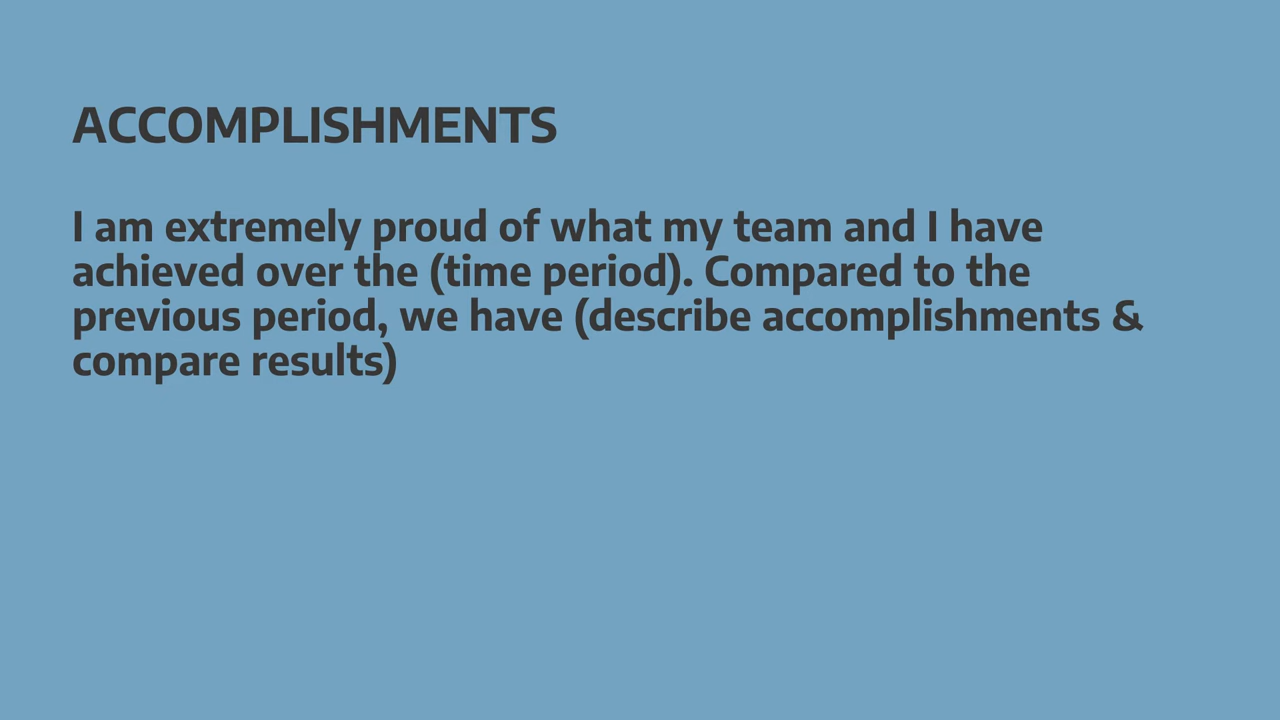 ACCOMPLISHMENTS
I am extremely proud of what my team and I have
achieved over the (time period). Compared to the
previous period, we have (describe accomplishments &
compare results)